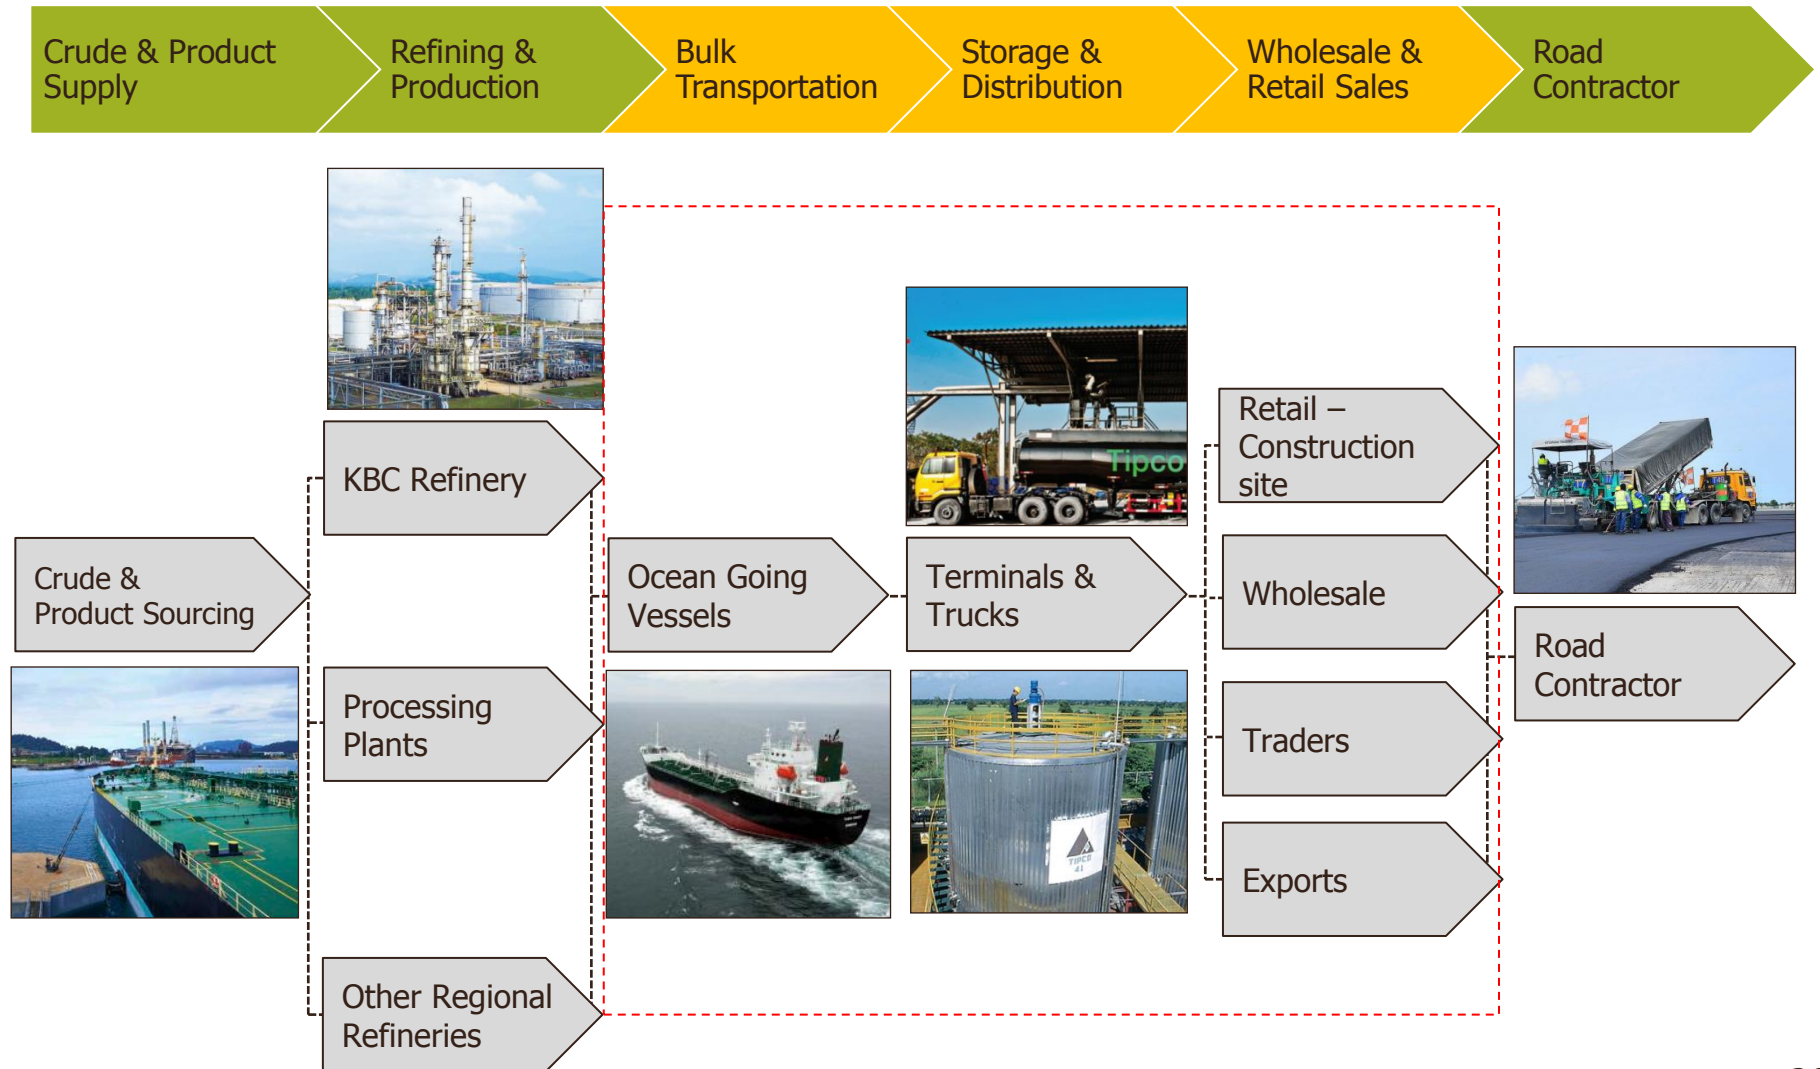 Crude & Product
Supply
Refining &
Production
Bulk
Transportation
Storage &
Distribution
Wholesale &
Retail Sales
Road
Contractor
KBC Refinery
Crude &
Product Sourcing
Processing
Plants
Other Regional
Refineries
Ocean Going
Vessels
Tipco
Terminals &
Trucks
TIPCO
41
Retail –
Construction
site
Wholesale
Traders
Exports
Road
Contractor